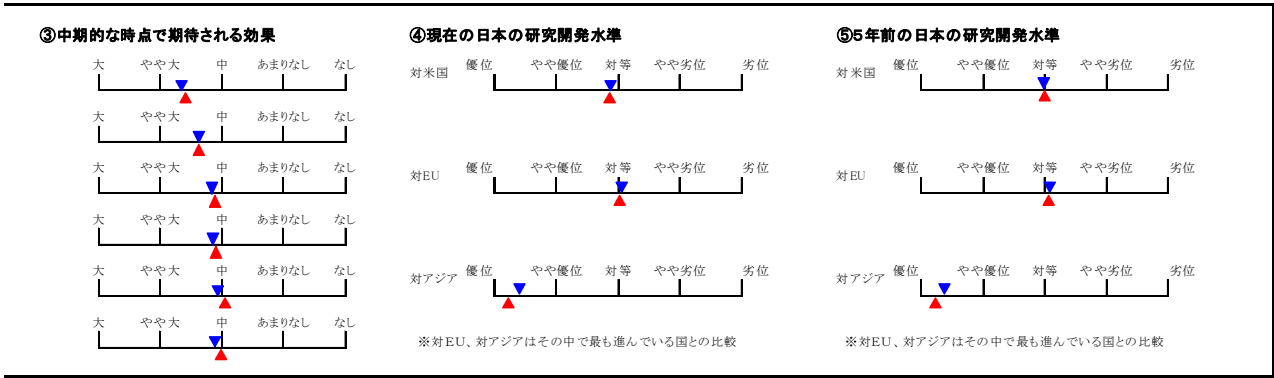 ③中期的な時点で期待される効果
大 やや大 中 あまりなし なし
大 やや大 中 あまりなし なし
大 やや大 中 あまりなし なし
大 やや大 中 あまりなし なし
大 やや大 中 あまりなし なし
大 やや大 中 あまりなし なし
④現在の日本の研究開発水準
対米国 優位 やや優位 対等 やや劣位 劣位
対EU 優位 やや優位 対等 やや劣位 劣位
対アジア 優位 やや優位 対等 やや劣位 劣位
※対EU、対アジアはその中で最も進んでいる国との比較
⑤5年前の日本の研究開発水準
対米国 優位 やや優位 対等 やや劣位 劣位
対EU 優位 やや優位 対等 やや劣位 劣位
対アジア 優位 やや優位 対等 やや劣位 劣位
※対EU、対アジアはその中で最も進んでいる国との比較